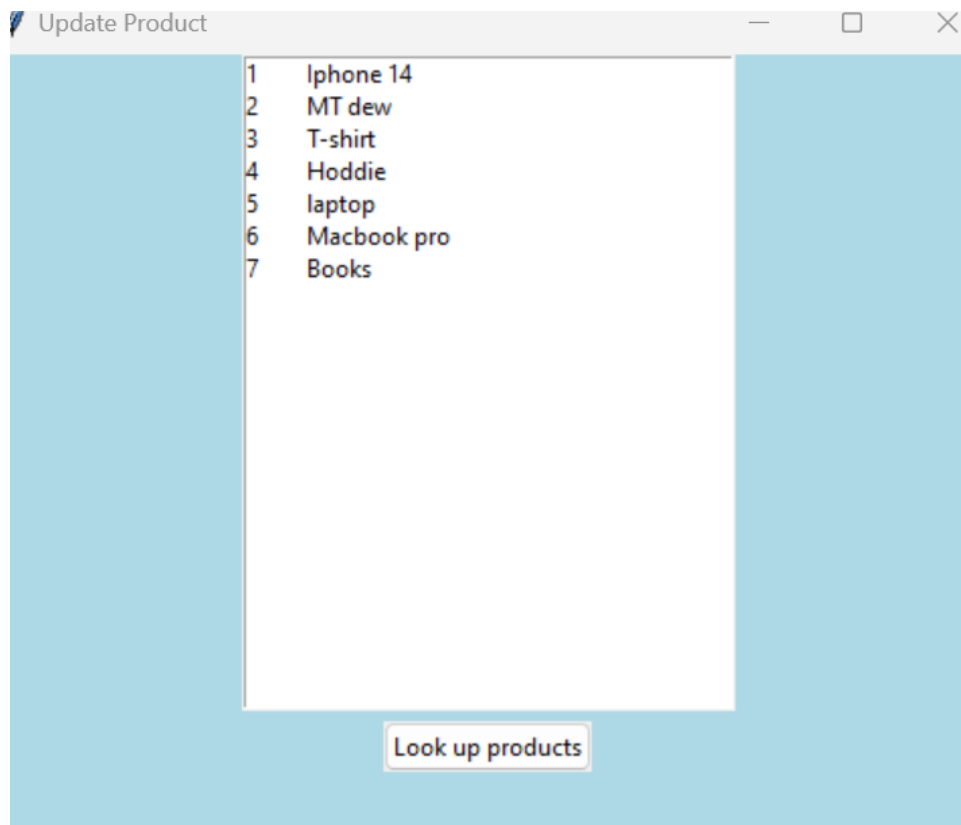 Update Product
1 Iphone 14
2 MT dew
3 T-shirt
4 Hoddie
5 laptop
6 Macbook pro
7 Books
Look up products